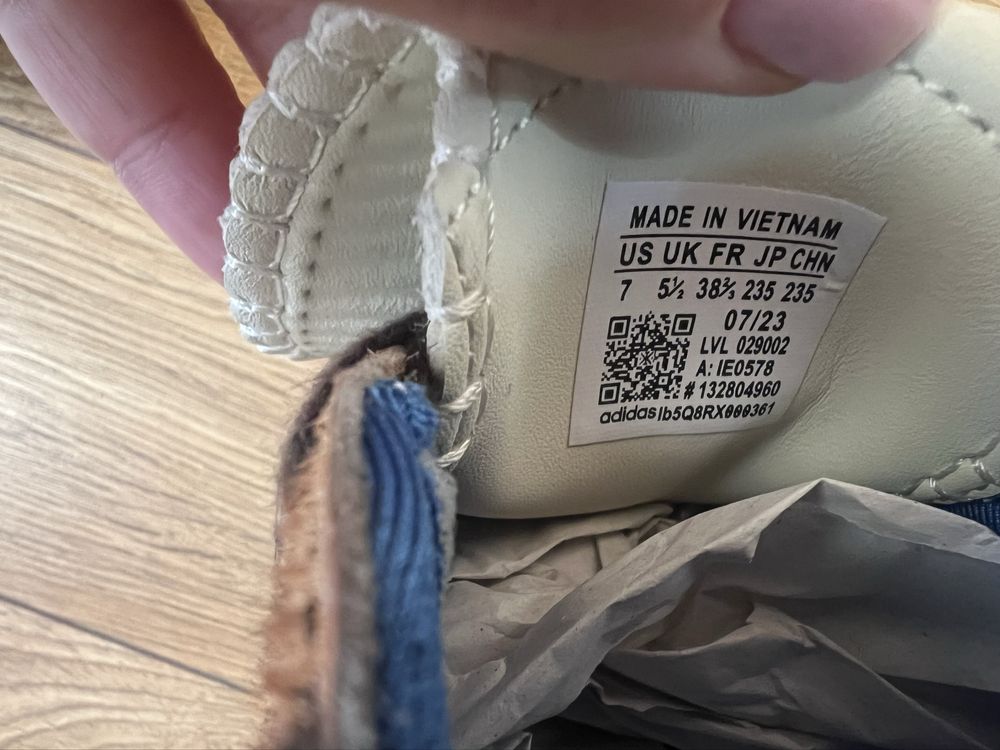 MADE IN VIETNAM
US UK FR JP CHN
7 5½ 38⅔ 235 235
07/23
LVL 029002
A: IE0578
#132804960
adidas Ib5Q8RX000361